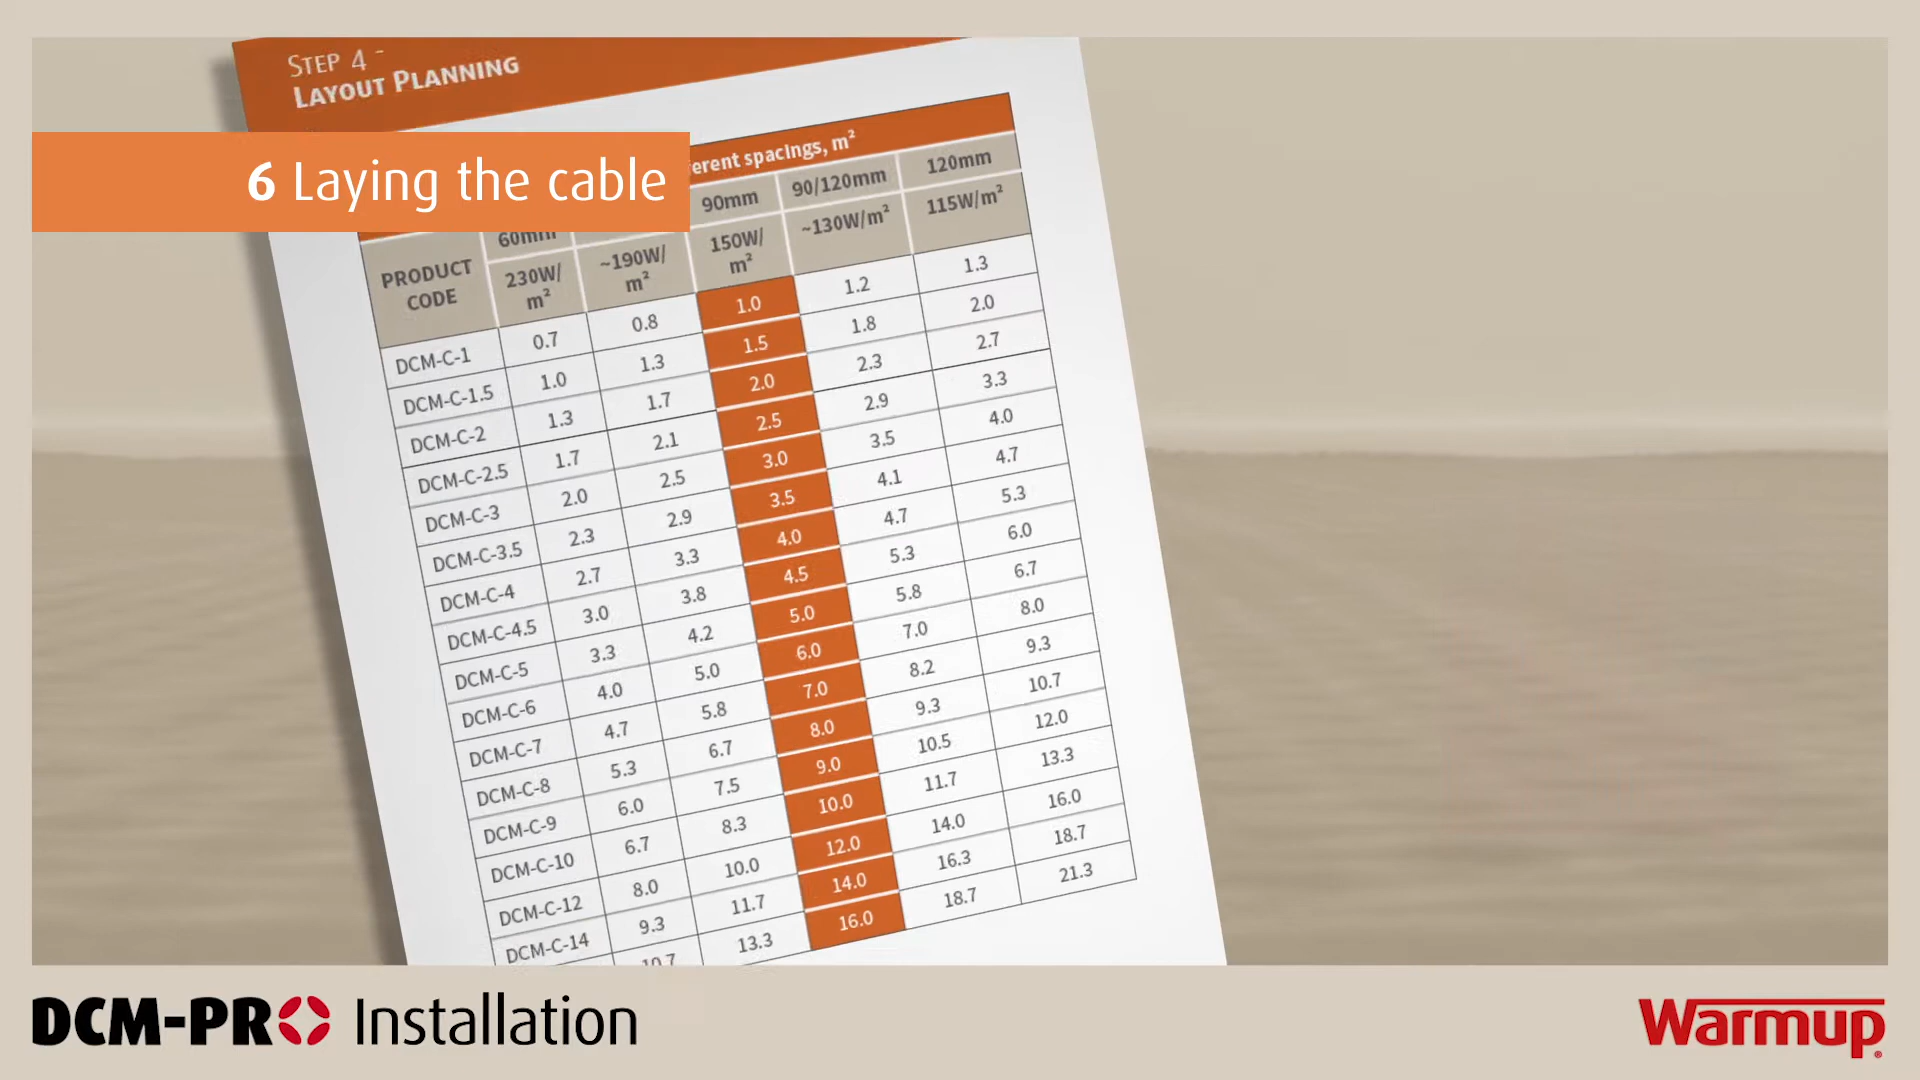 STEP 4 -
LAYOUT PLANNING
6 Laying the cable
spacings, m²
60mm 90mm 90/120mm 120mm
PRODUCT CODE 230W/m² ~190W/m² 150W/m² ~130W/m² 115W/m²
DCM-C-1 0.7 0.8 1.0 1.2 1.3
DCM-C-1.5 1.0 1.3 1.5 1.8 2.0
DCM-C-2 1.3 1.7 2.0 2.3 2.7
DCM-C-2.5 1.7 2.1 2.5 2.9 3.3
DCM-C-3 2.0 2.5 3.0 3.5 4.0
DCM-C-3.5 2.3 2.9 3.5 4.1 4.7
DCM-C-4 2.7 3.3 4.0 4.7 5.3
DCM-C-4.5 3.0 3.8 4.5 5.3 6.0
DCM-C-5 3.3 4.2 5.0 5.8 6.7
DCM-C-6 4.0 5.0 6.0 7.0 8.0
DCM-C-7 4.7 5.8 7.0 8.2 9.3
DCM-C-8 5.3 6.7 8.0 9.3 10.7
DCM-C-9 6.0 7.5 9.0 10.5 12.0
DCM-C-10 6.7 8.3 10.0 11.7 13.3
DCM-C-12 8.0 10.0 12.0 14.0 16.0
DCM-C-14 9.3 11.7 14.0 16.3 18.7
10.7 13.3 16.0 18.7 21.3
DCM-PRO Installation
Warmup®